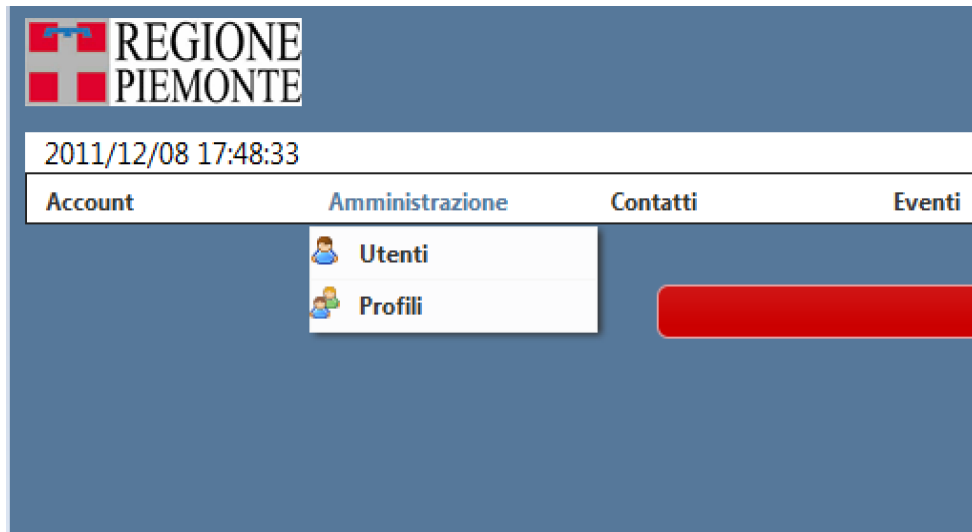 REGIONE
PIEMONTE
2011/12/08 17:48:33
Account Amministrazione Contatti Eventi
Utenti
Profili